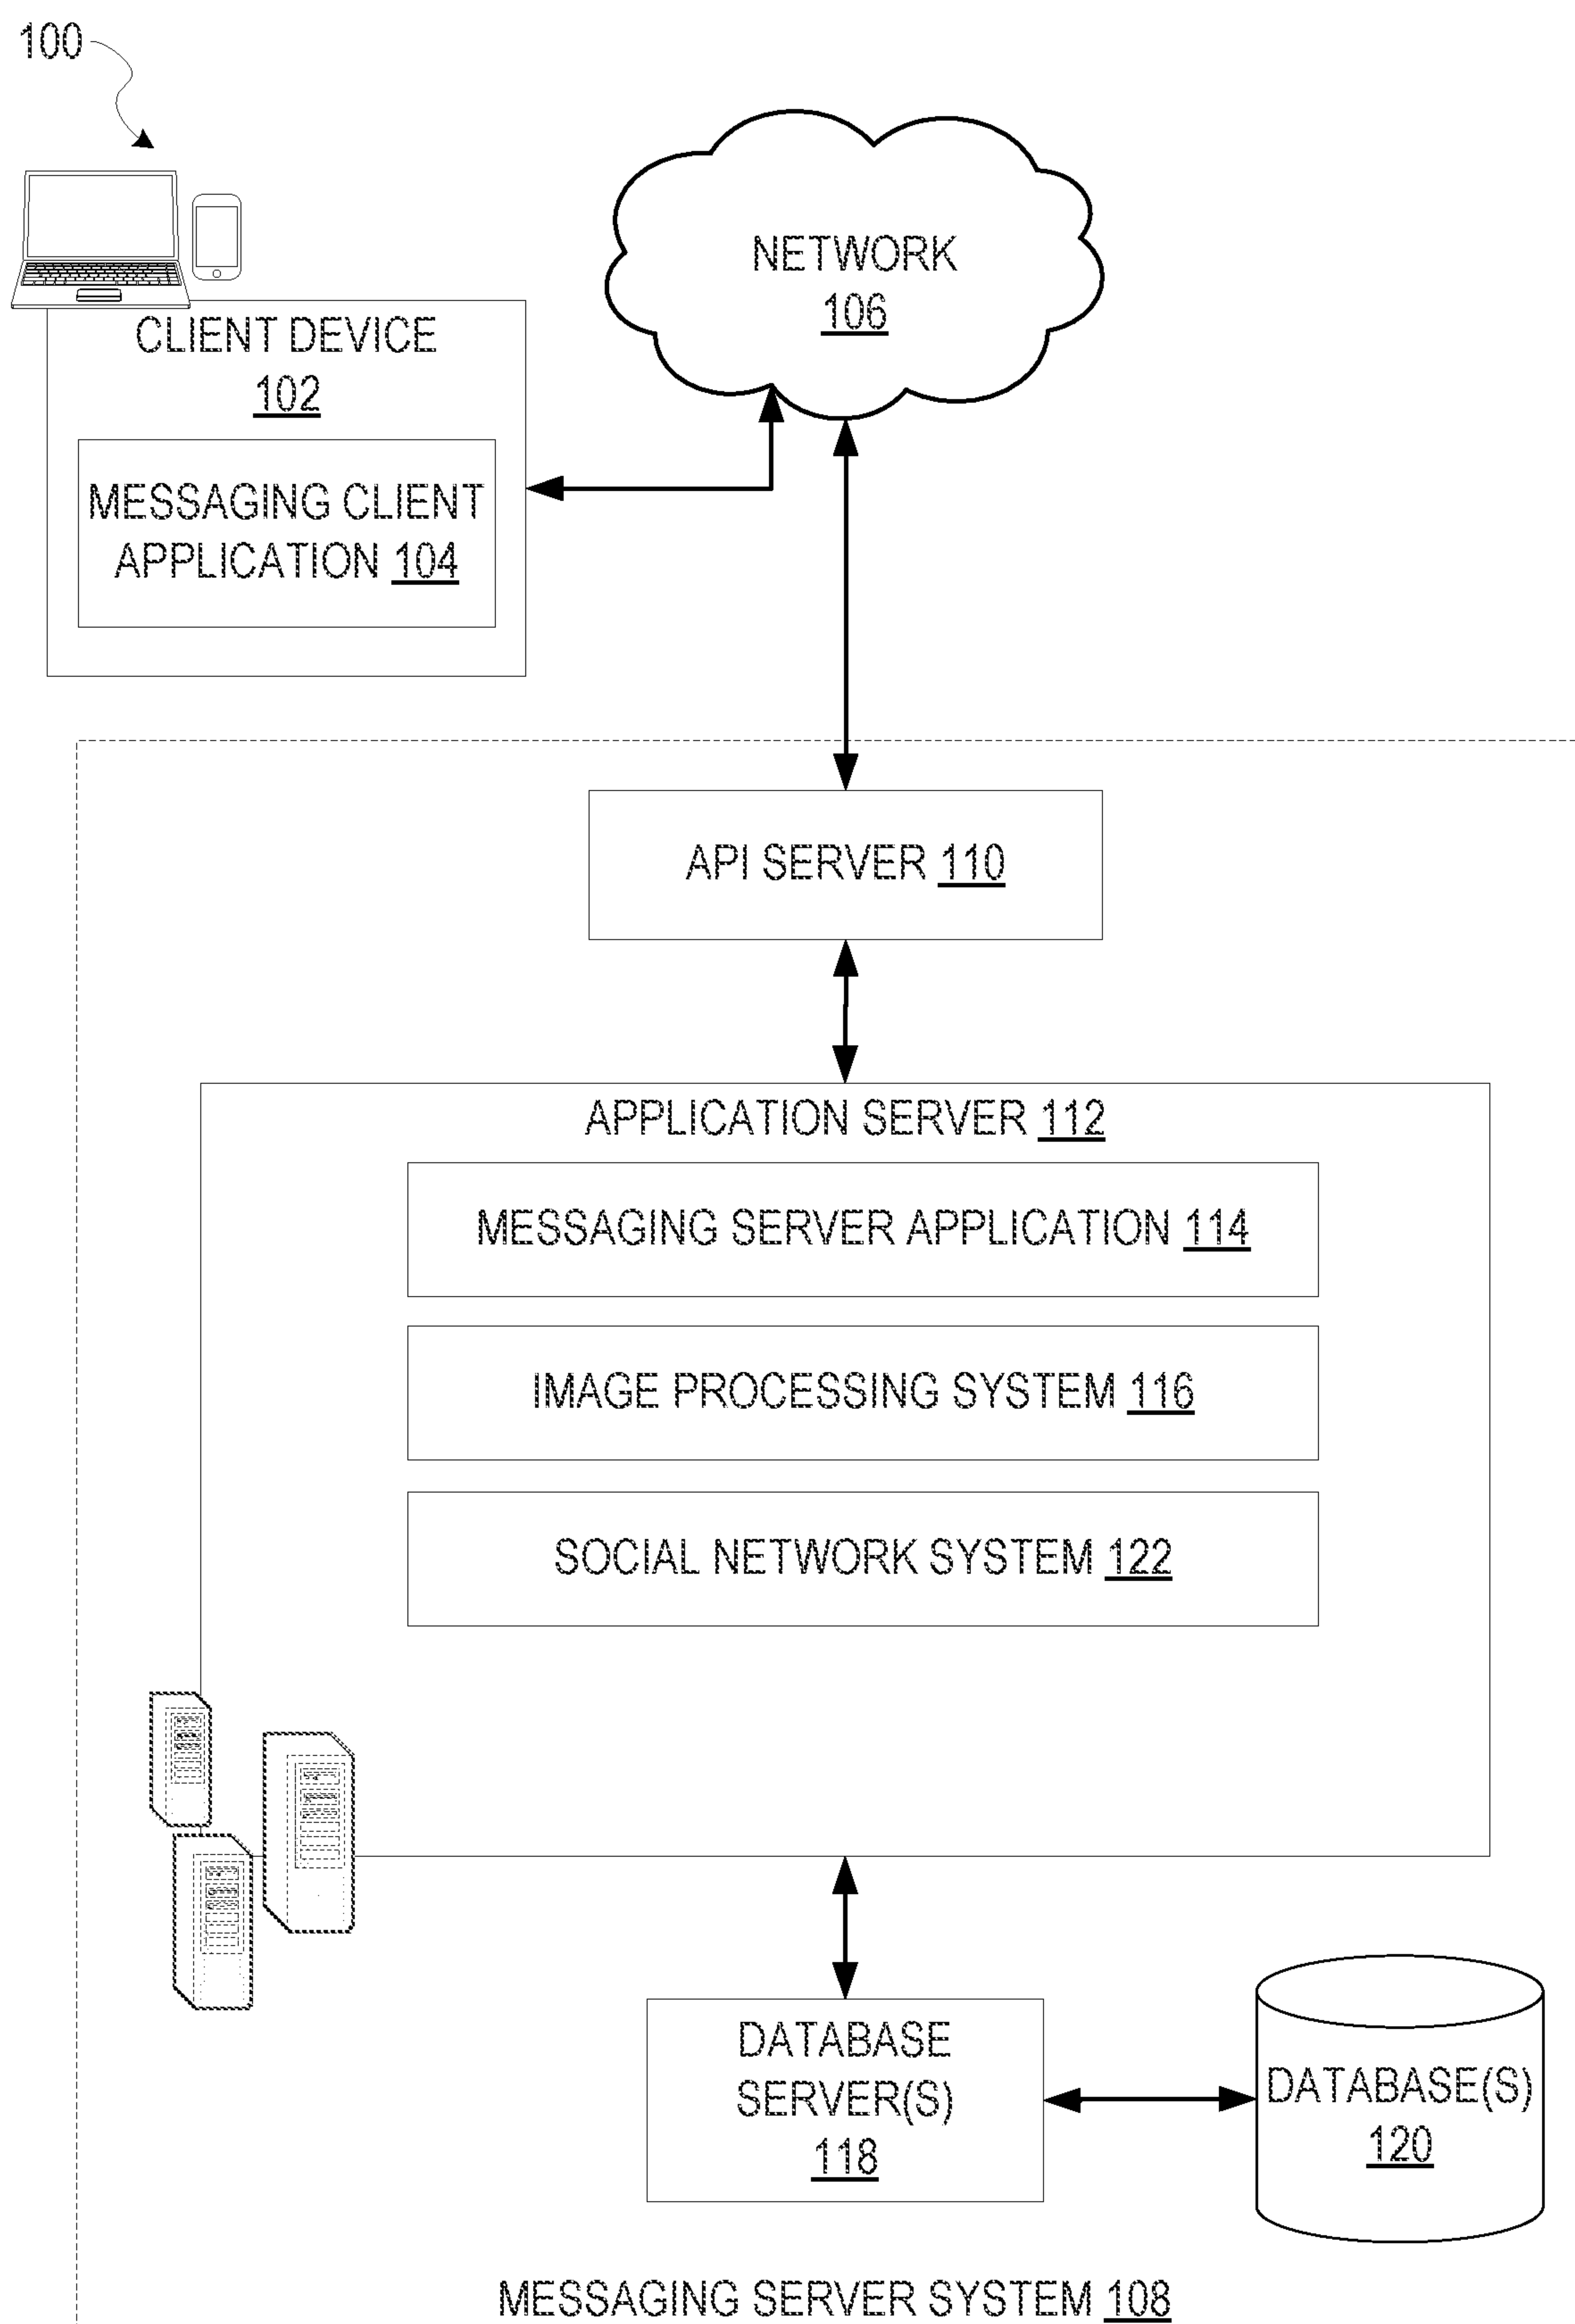 100
NETWORK
106
CLIENT DEVICE
102
MESSAGING CLIENT
APPLICATION 104
API SERVER 110
APPLICATION SERVER 112
MESSAGING SERVER APPLICATION 114
IMAGE PROCESSING SYSTEM 116
SOCIAL NETWORK SYSTEM 122
DATABASE
SERVER(S)
118
DATABASE(S)
120
MESSAGING SERVER SYSTEM 108